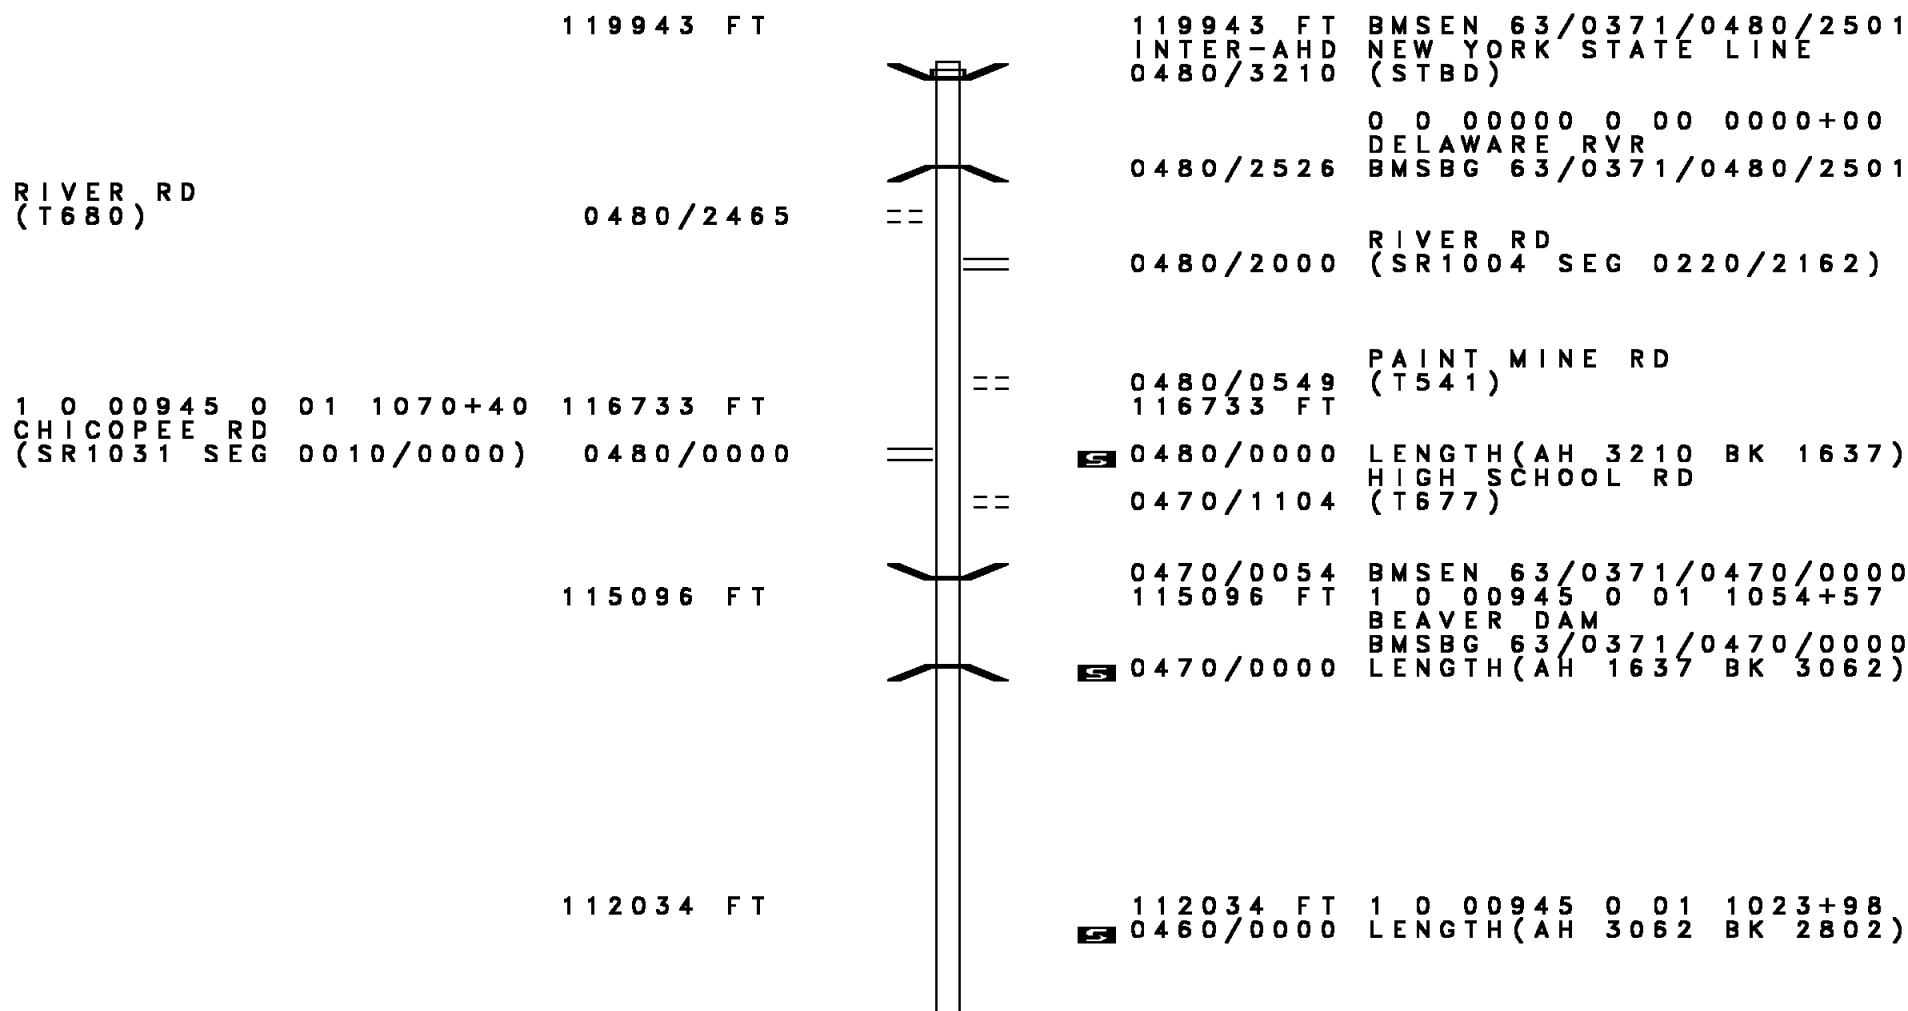 119943 FT 119943 FT BMSEN 63/0371/0480/2501
INTER-AHD NEW YORK STATE LINE
0480/3210 (STBD)
0 0 00000 0 00 0000+00
DELAWARE RVR
0480/2526 BMSBG 63/0371/0480/2501
RIVER RD
(T680) 0480/2465
RIVER RD
0480/2000 (SR1004 SEG 0220/2162)
PAINT MINE RD
0480/0549 (T541)
1 0 00945 0 01 1070+40 116733 FT 116733 FT
CHICOPEE RD
(SR1031 SEG 0010/0000) 0480/0000 S 0480/0000 LENGTH(AH 3210 BK 1637)
HIGH SCHOOL RD
0470/1104 (T677)
0470/0054 BMSEN 63/0371/0470/0000
115096 FT 115096 FT 1 0 00945 0 01 1054+57
BEAVER DAM
BMSBG 63/0371/0470/0000
S 0470/0000 LENGTH(AH 1637 BK 3062)
112034 FT 112034 FT 1 0 00945 0 01 1023+98
S 0460/0000 LENGTH(AH 3062 BK 2802)